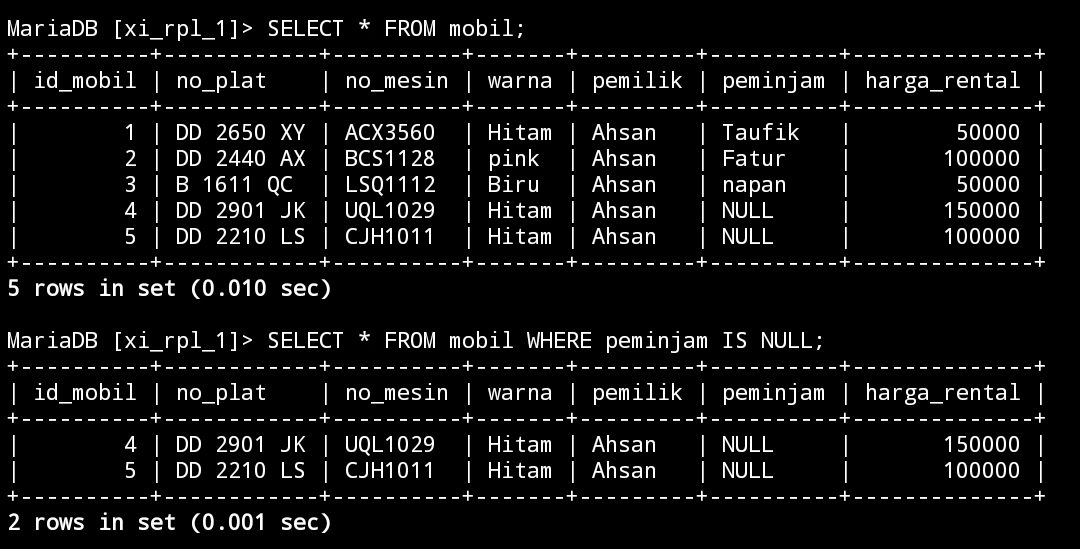 MariaDB [xi_rpl_1]> SELECT * FROM mobil;
+----------+------------+----------+-------+---------+----------+--------------+
| id_mobil | no_plat    | no_mesin | warna | pemilik | peminjam | harga_rental |
+----------+------------+----------+-------+---------+----------+--------------+
|        1 | DD 2650 XY | ACX3560  | Hitam | Ahsan   | Taufik   |        50000 |
|        2 | DD 2440 AX | BCS1128  | pink  | Ahsan   | Fatur    |       100000 |
|        3 | B 1611 QC  | LSQ1112  | Biru  | Ahsan   | napan    |        50000 |
|        4 | DD 2901 JK | UQL1029  | Hitam | Ahsan   | NULL     |       150000 |
|        5 | DD 2210 LS | CJH1011  | Hitam | Ahsan   | NULL     |       100000 |
+----------+------------+----------+-------+---------+----------+--------------+
5 rows in set (0.010 sec)
MariaDB [xi_rpl_1]> SELECT * FROM mobil WHERE peminjam IS NULL;
+----------+------------+----------+-------+---------+----------+--------------+
| id_mobil | no_plat    | no_mesin | warna | pemilik | peminjam | harga_rental |
+----------+------------+----------+-------+---------+----------+--------------+
|        4 | DD 2901 JK | UQL1029  | Hitam | Ahsan   | NULL     |       150000 |
|        5 | DD 2210 LS | CJH1011  | Hitam | Ahsan   | NULL     |       100000 |
+----------+------------+----------+-------+---------+----------+--------------+
2 rows in set (0.001 sec)